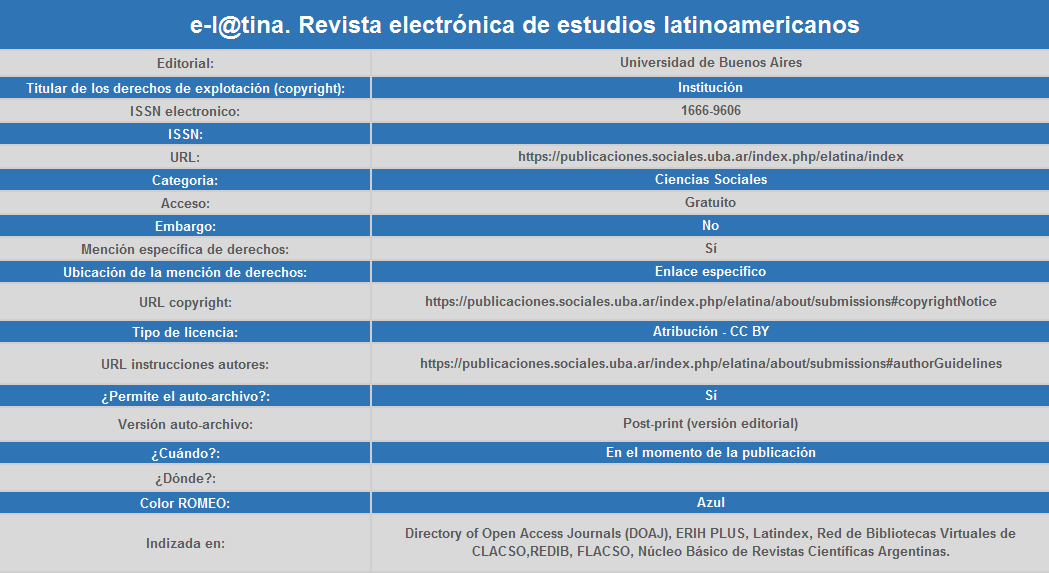 e-l@tina. Revista electrónica de estudios latinoamericanos
Editorial: Universidad de Buenos Aires
Titular de los derechos de explotación (copyright): Institución
ISSN electronico: 1666-9606
ISSN:
URL: https://publicaciones.sociales.uba.ar/index.php/elatina/index
Categoria: Ciencias Sociales
Acceso: Gratuito
Embargo: No
Mención específica de derechos: Sí
Ubicación de la mención de derechos: Enlace especifico
URL copyright: https://publicaciones.sociales.uba.ar/index.php/elatina/about/submissions#copyrightNotice
Tipo de licencia: Atribución - CC BY
URL instrucciones autores: https://publicaciones.sociales.uba.ar/index.php/elatina/about/submissions#authorGuidelines
¿Permite el auto-archivo?: Sí
Versión auto-archivo: Post-print (versión editorial)
¿Cuándo?: En el momento de la publicación
¿Dónde?:
Color ROMEO: Azul
Indizada en: Directory of Open Access Journals (DOAJ), ERIH PLUS, Latindex, Red de Bibliotecas Virtuales de
CLACSO,REDIB, FLACSO, Núcleo Básico de Revistas Científicas Argentinas.